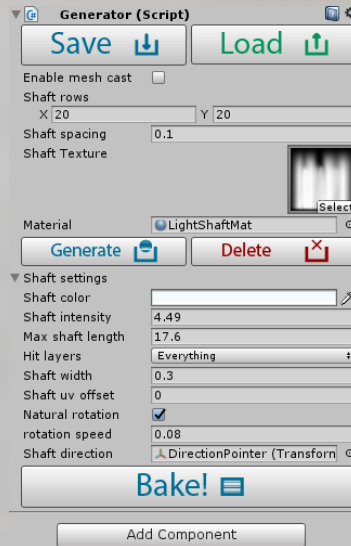 Generator (Script)
Save Load
Enable mesh cast
Shaft rows
X 20 Y 20
Shaft spacing 0.1
Shaft Texture
Select
Material LightShaftMat
Generate Delete
Shaft settings
Shaft color
Shaft intensity 4.49
Max shaft length 17.6
Hit layers Everything
Shaft width 0.3
Shaft uv offset 0
Natural rotation
rotation speed 0.08
Shaft direction DirectionPointer (Transforn
Bake!
Add Component